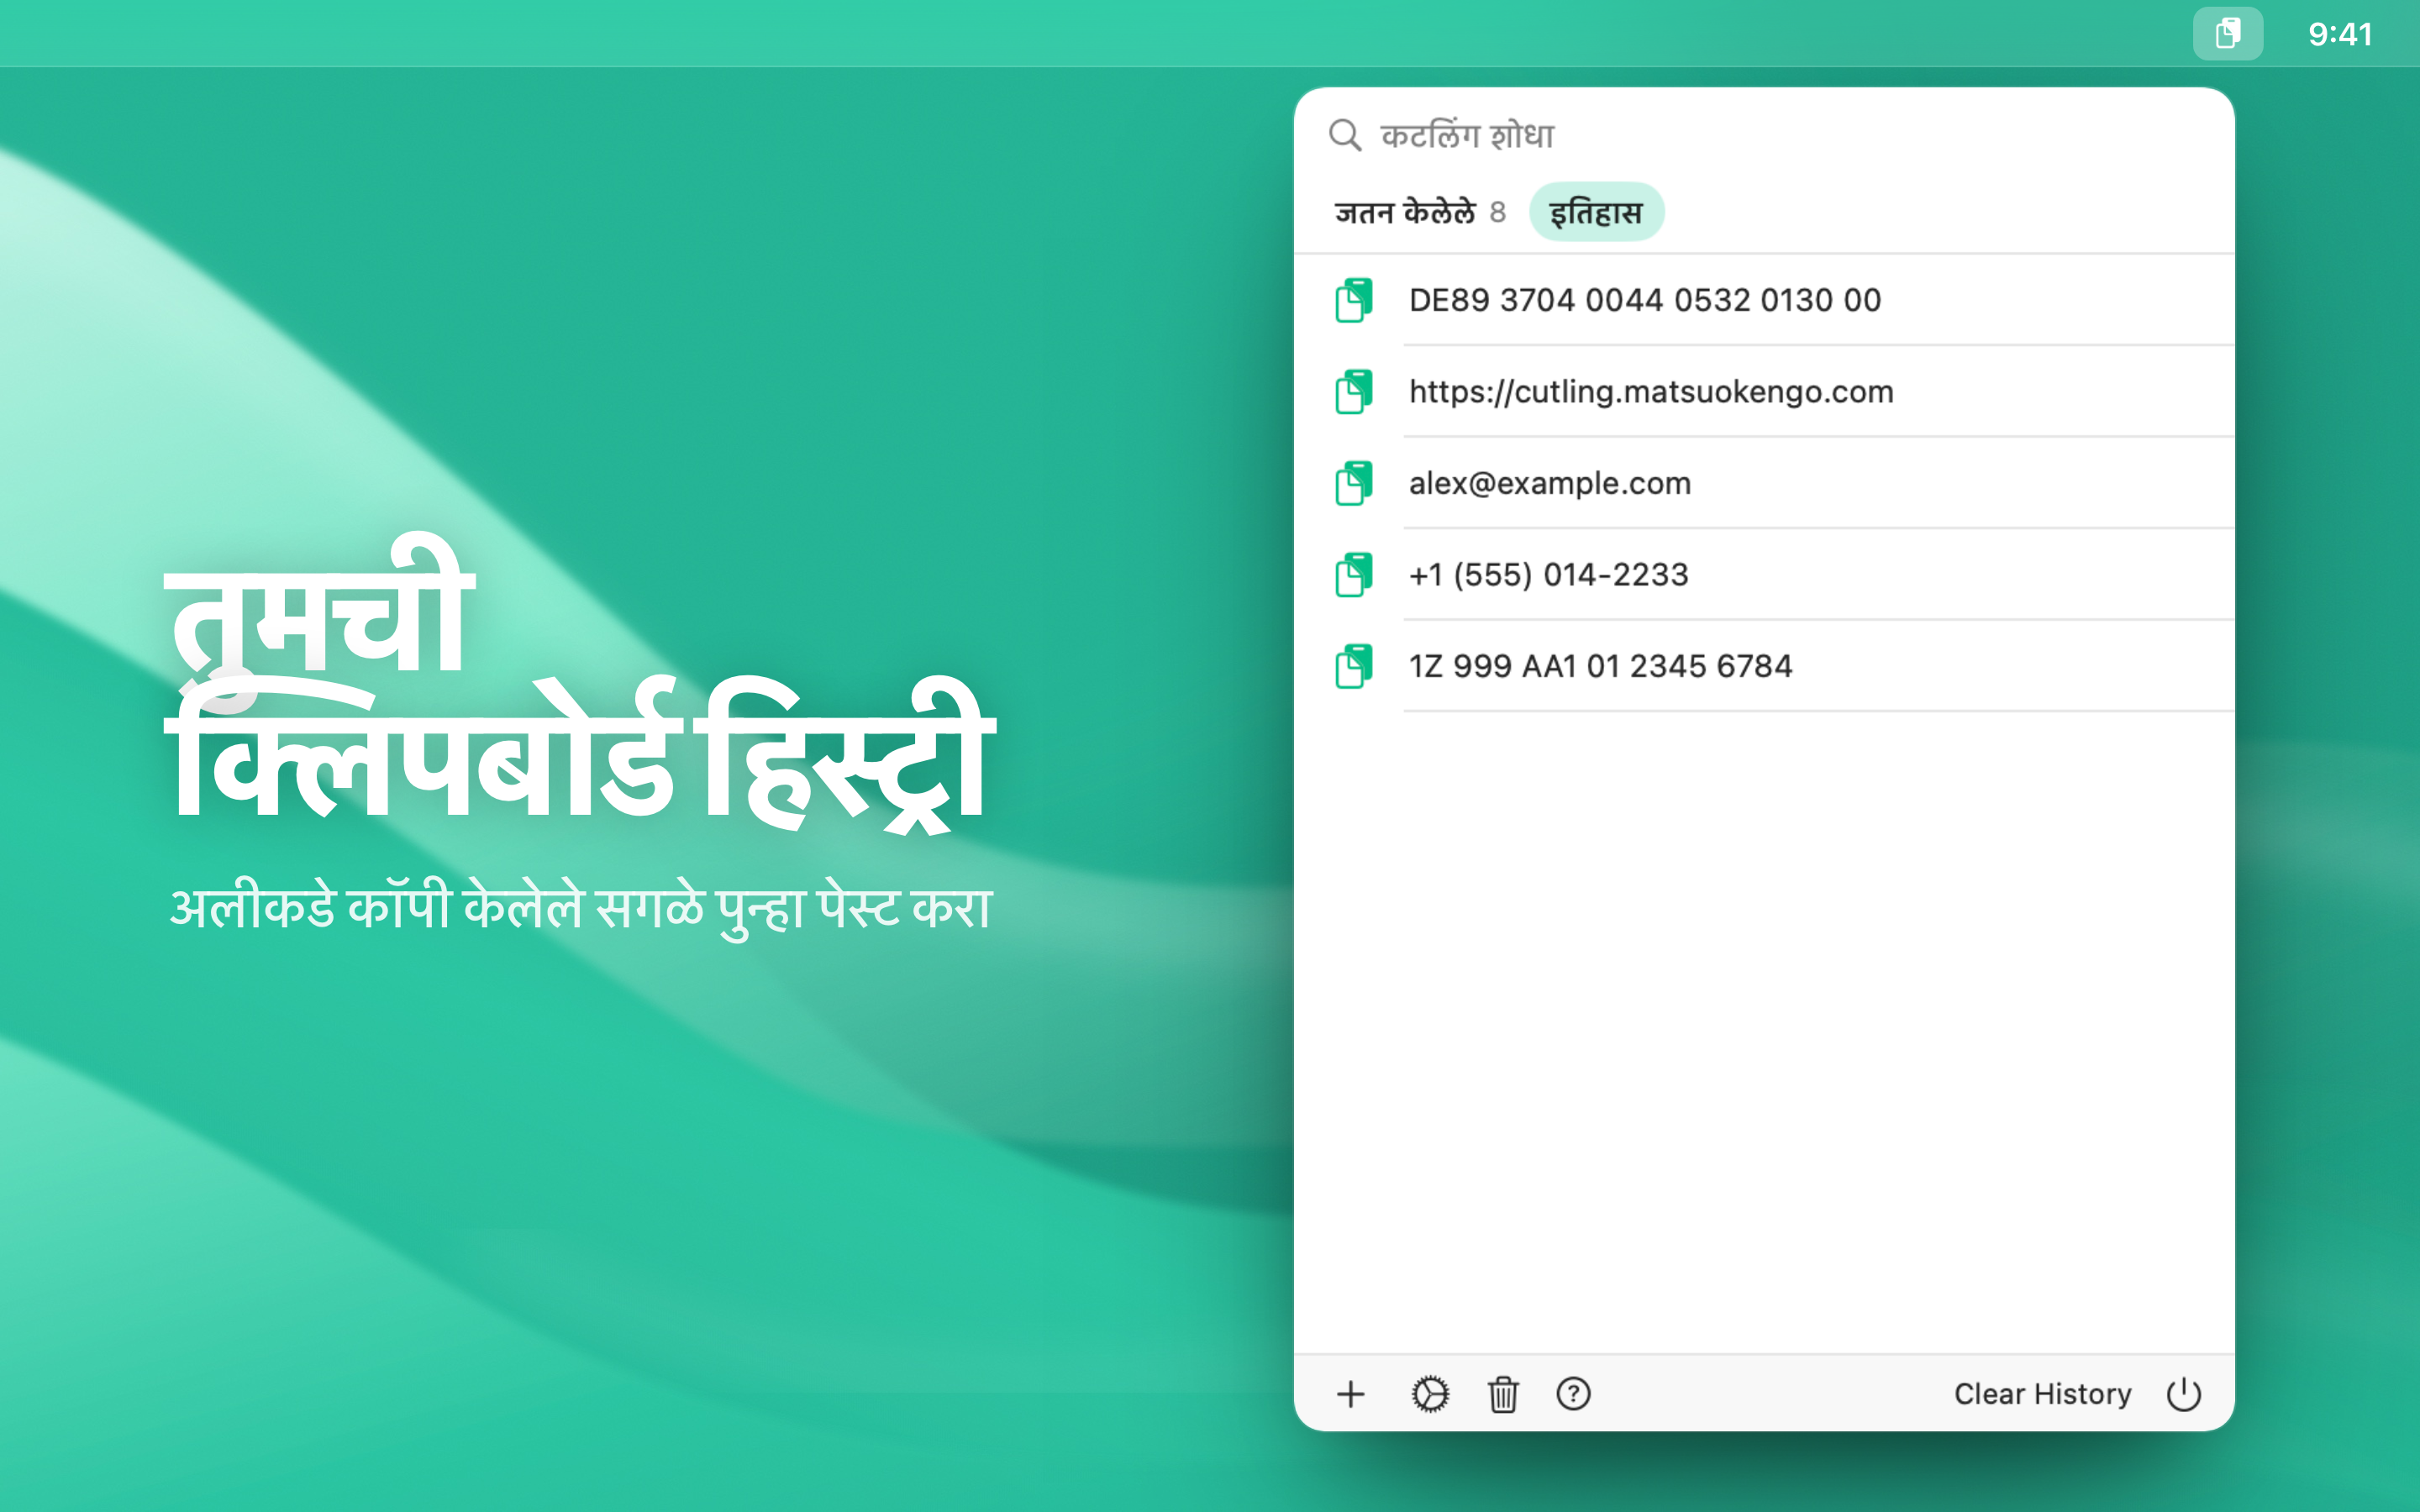 9:41
कटलिंग शोधा
जतन केलेले 8 इतिहास
DE89 3704 0044 0532 0130 00
https://cutling.matsuokengo.com
alex@example.com
+1 (555) 014-2233
1Z 999 AA1 01 2345 6784
तुमची
क्लिपबोर्ड हिस्ट्री
अलीकडे कॉपी केलेले सगळे पुन्हा पेस्ट करा
Clear History